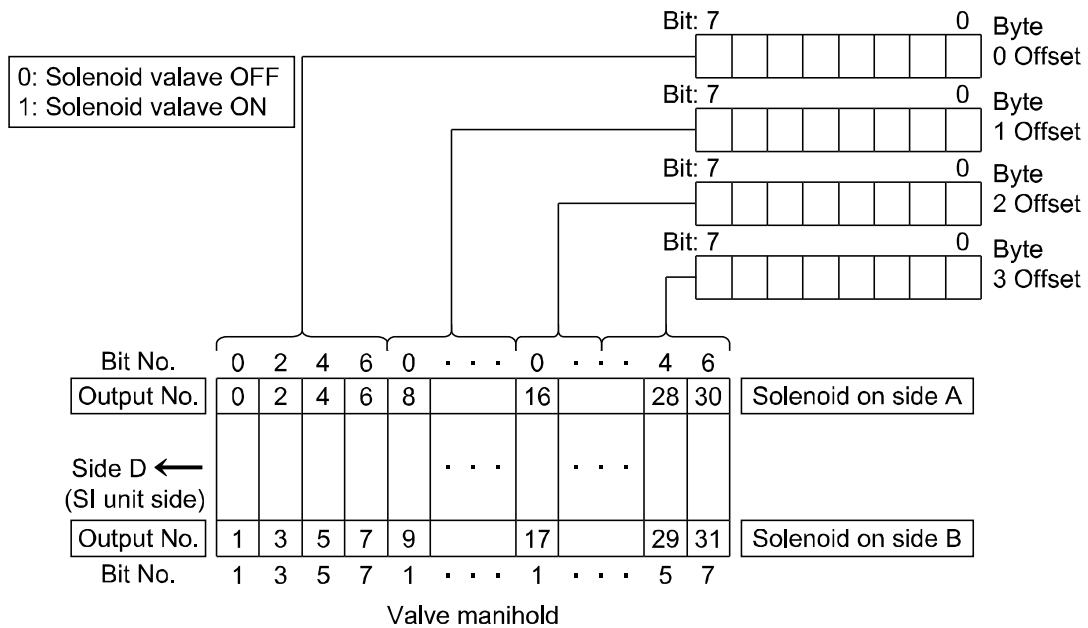 Bit: 7 0 Byte
0 Offset
0: Solenoid valave OFF
1: Solenoid valave ON
Bit: 7 0 Byte
1 Offset
Bit: 7 0 Byte
2 Offset
Bit: 7 0 Byte
3 Offset
Bit No. 0 2 4 6 0 · · · 0 · · · 4 6
Output No. 0 2 4 6 8 16 28 30 Solenoid on side A
Side D ← · · · · · ·
(SI unit side)
Output No. 1 3 5 7 9 17 29 31 Solenoid on side B
Bit No. 1 3 5 7 1 · · · 1 · · · 5 7
Valve manihold